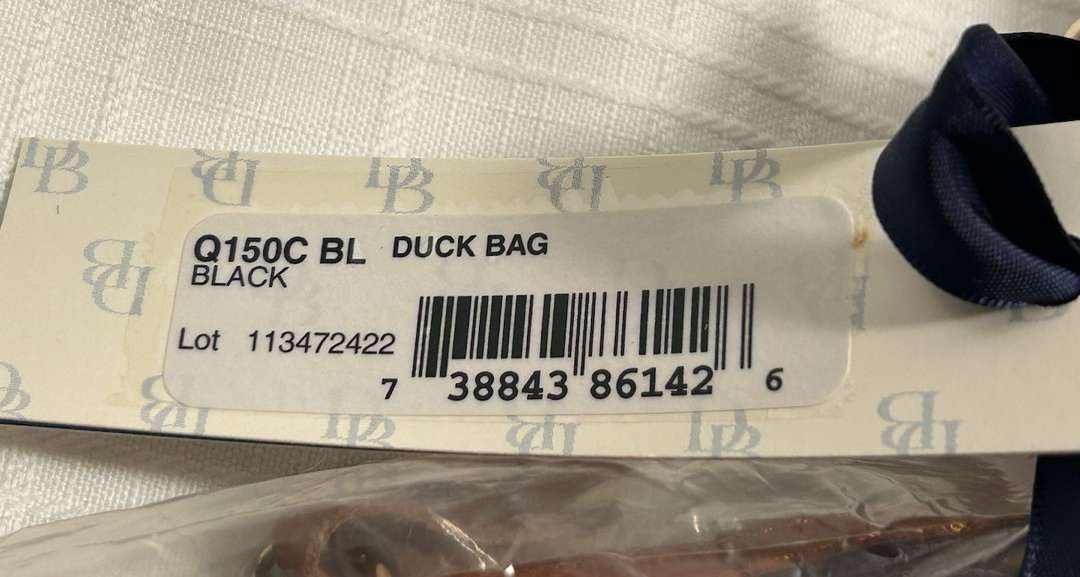 Q150C BL DUCK BAG
BLACK
Lot 113472422
7 38843 86142 6